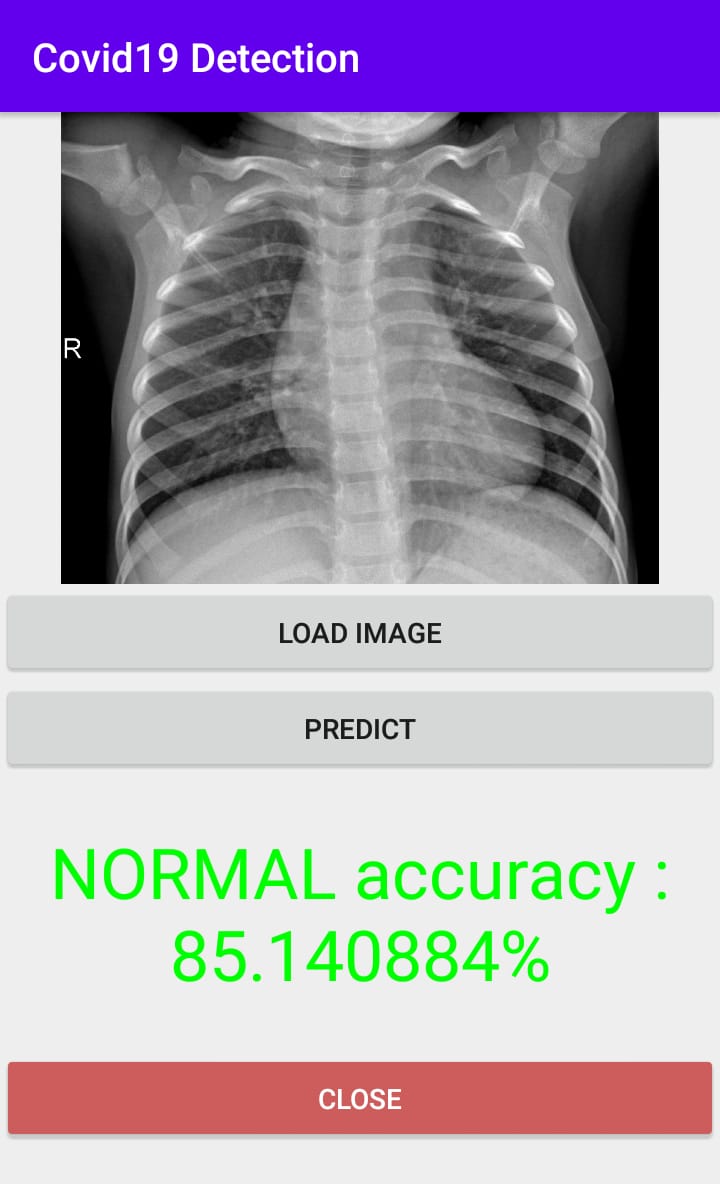 Covid19 Detection
R
LOAD IMAGE
PREDICT
NORMAL accuracy :
85.140884%
CLOSE